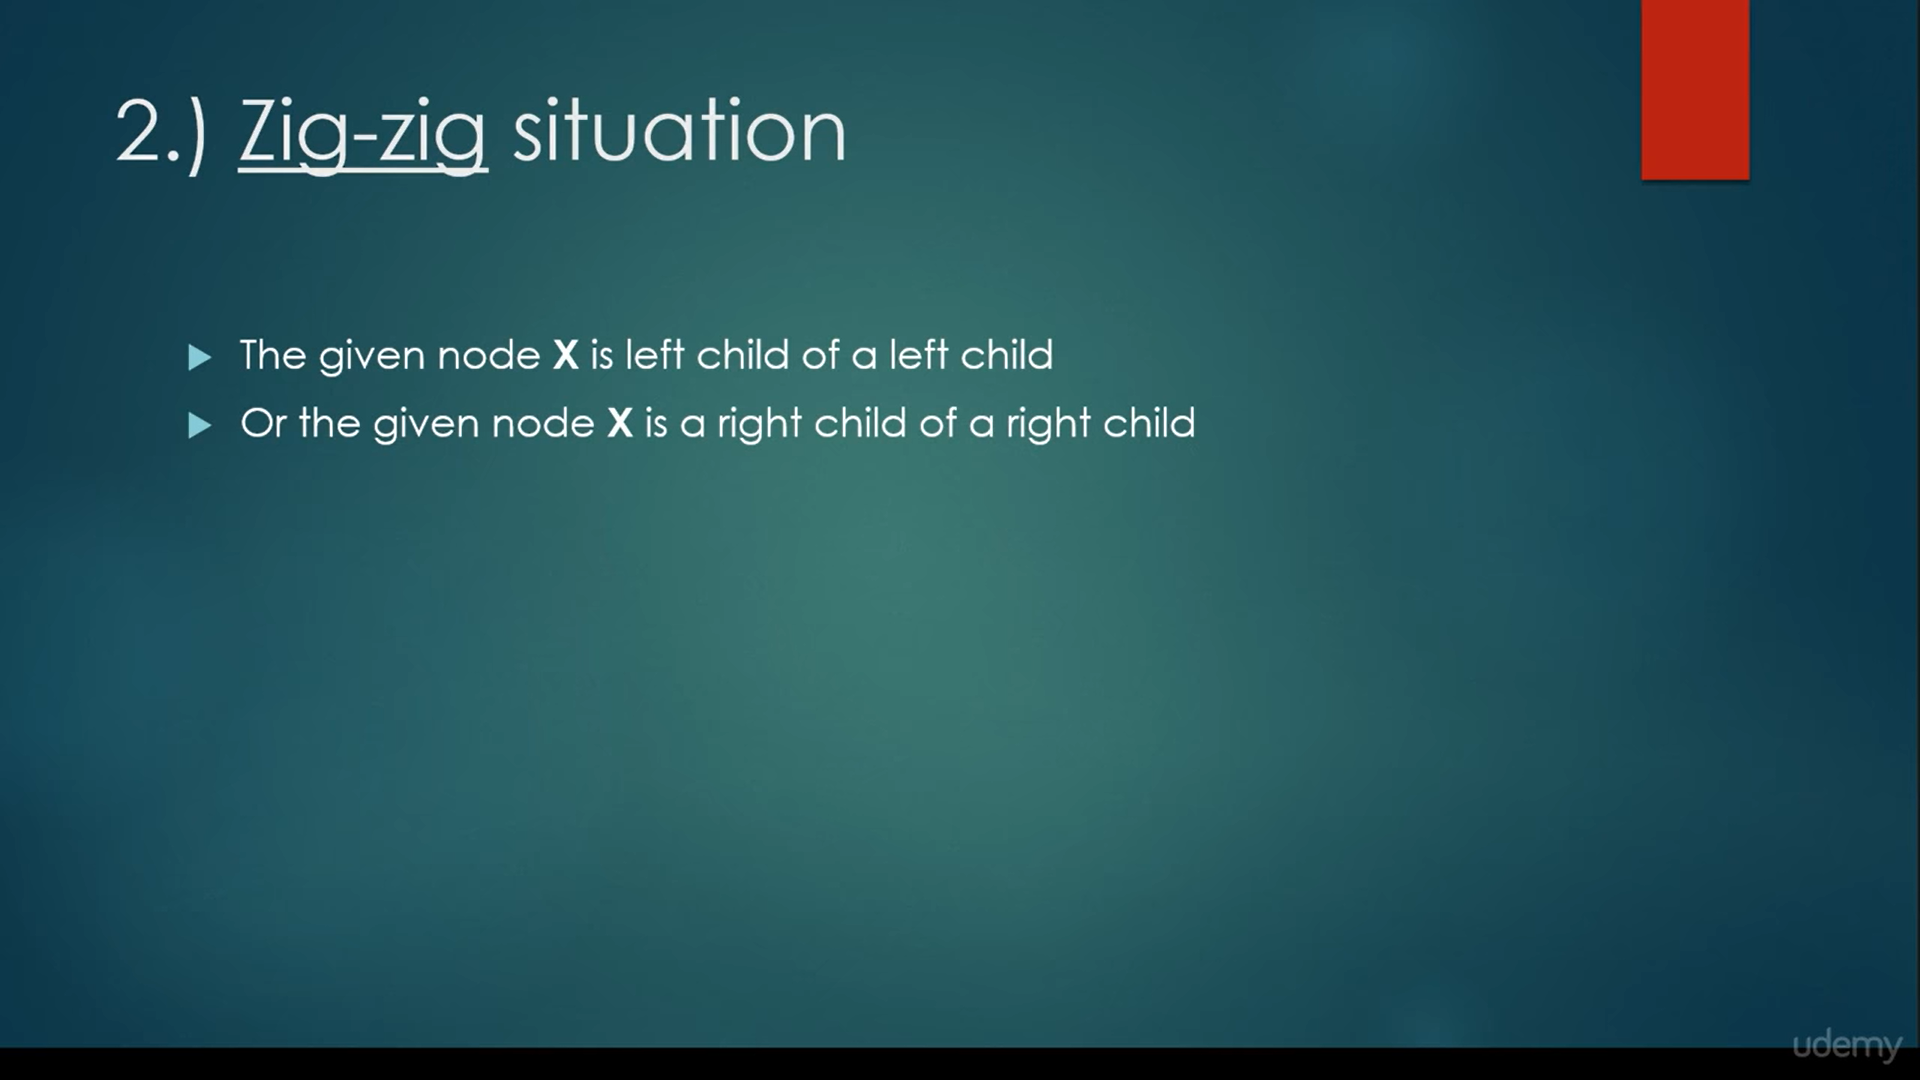 2.) Zig-zig situation
The given node X is left child of a left child
Or the given node X is a right child of a right child
udemy